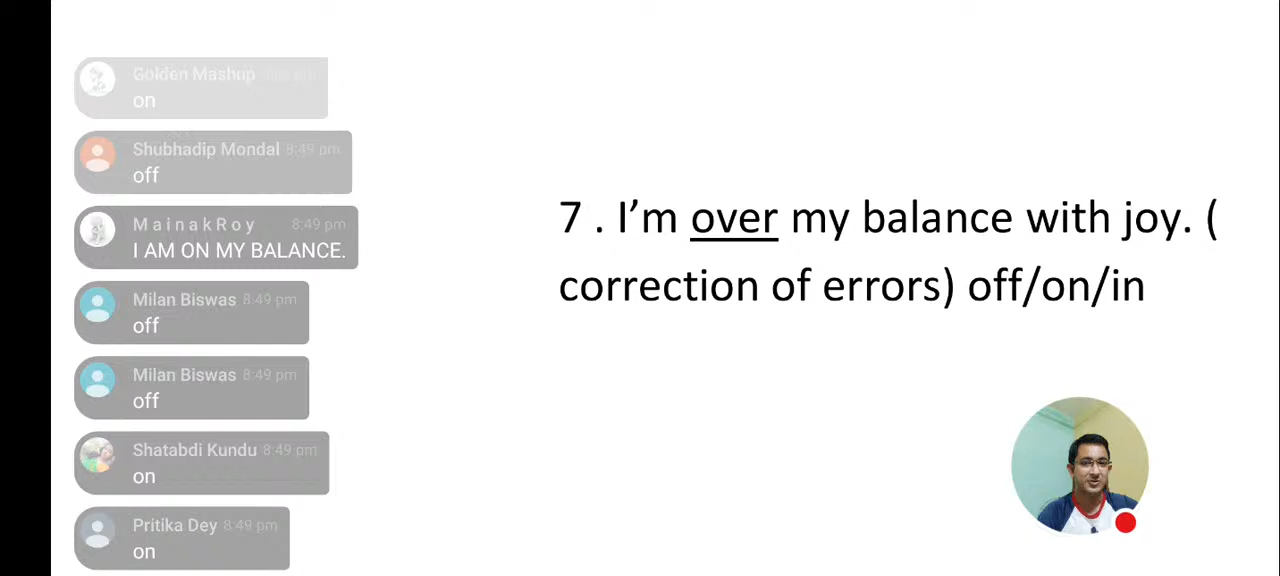 Golden Mashup
on
Shubhadip Mondal 8:49 pm
off
M a i n a k R o y 8:49 pm
I AM ON MY BALANCE.
Milan Biswas 8:49 pm
off
Milan Biswas 8:49 pm
off
Shatabdi Kundu 8:49 pm
on
Pritika Dey 8:49 pm
on
7 . I’m over my balance with joy. (
correction of errors) off/on/in